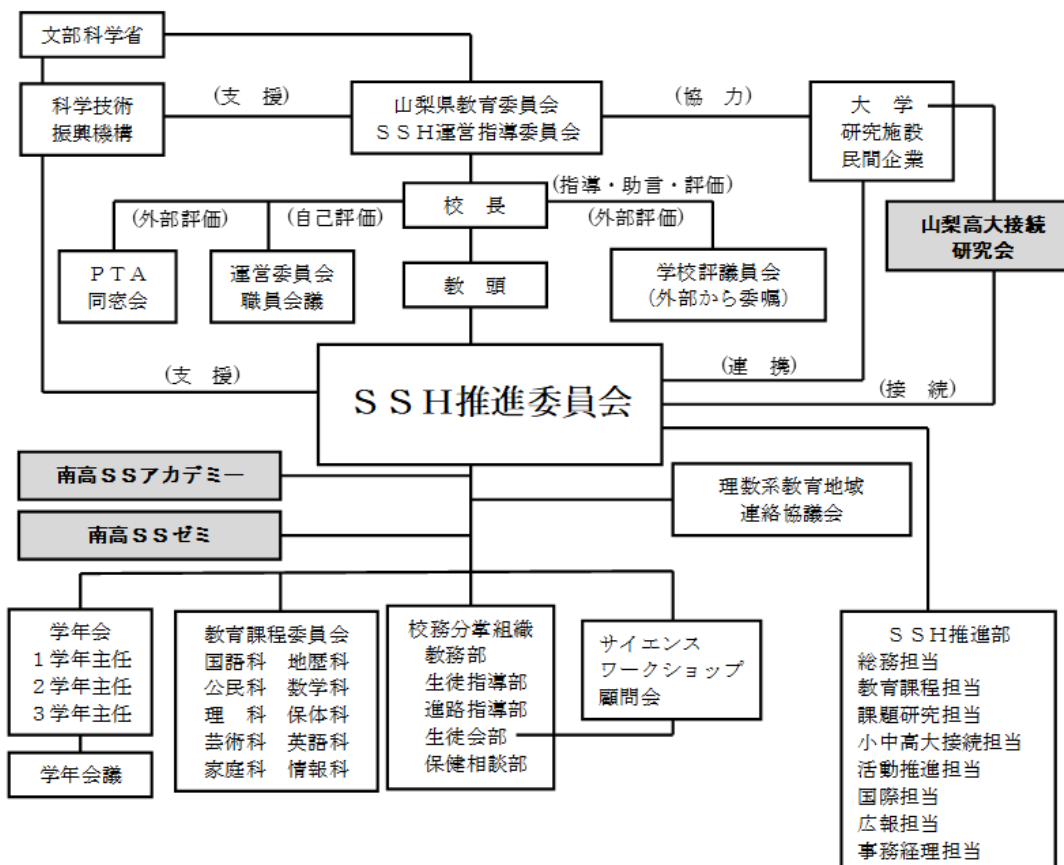 文部科学省
科学技術
振興機構
(支　援)
山梨県教育委員会
ＳＳＨ運営指導委員会
(協　力)
大　学
研究施設
民間企業
(指導・助言・評価)
校　長
(外部評価)
(自己評価)
(外部評価)
山梨高大接続
研究会
ＰＴＡ
同窓会
運営委員会
職員会議
教　頭
学校評議員会
(外部から委嘱)
(支　援)
ＳＳＨ推進委員会
(連　携)
(接　続)
南高ＳＳアカデミー
理数系教育地域
連絡協議会
南高ＳＳゼミ
学年会
１学年主任
２学年主任
３学年主任
学年会議
教育課程委員会
国語科　地歴科
公民科　数学科
理　科　保体科
芸術科　英語科
家庭科　情報科
校務分掌組織
教務部
生徒指導部
進路指導部
生徒会部
保健相談部
サイエンス
ワークショップ
顧問会
ＳＳＨ推進部
総務担当
教育課程担当
課題研究担当
小中高大接続担当
活動推進担当
国際担当
広報担当
事務経理担当